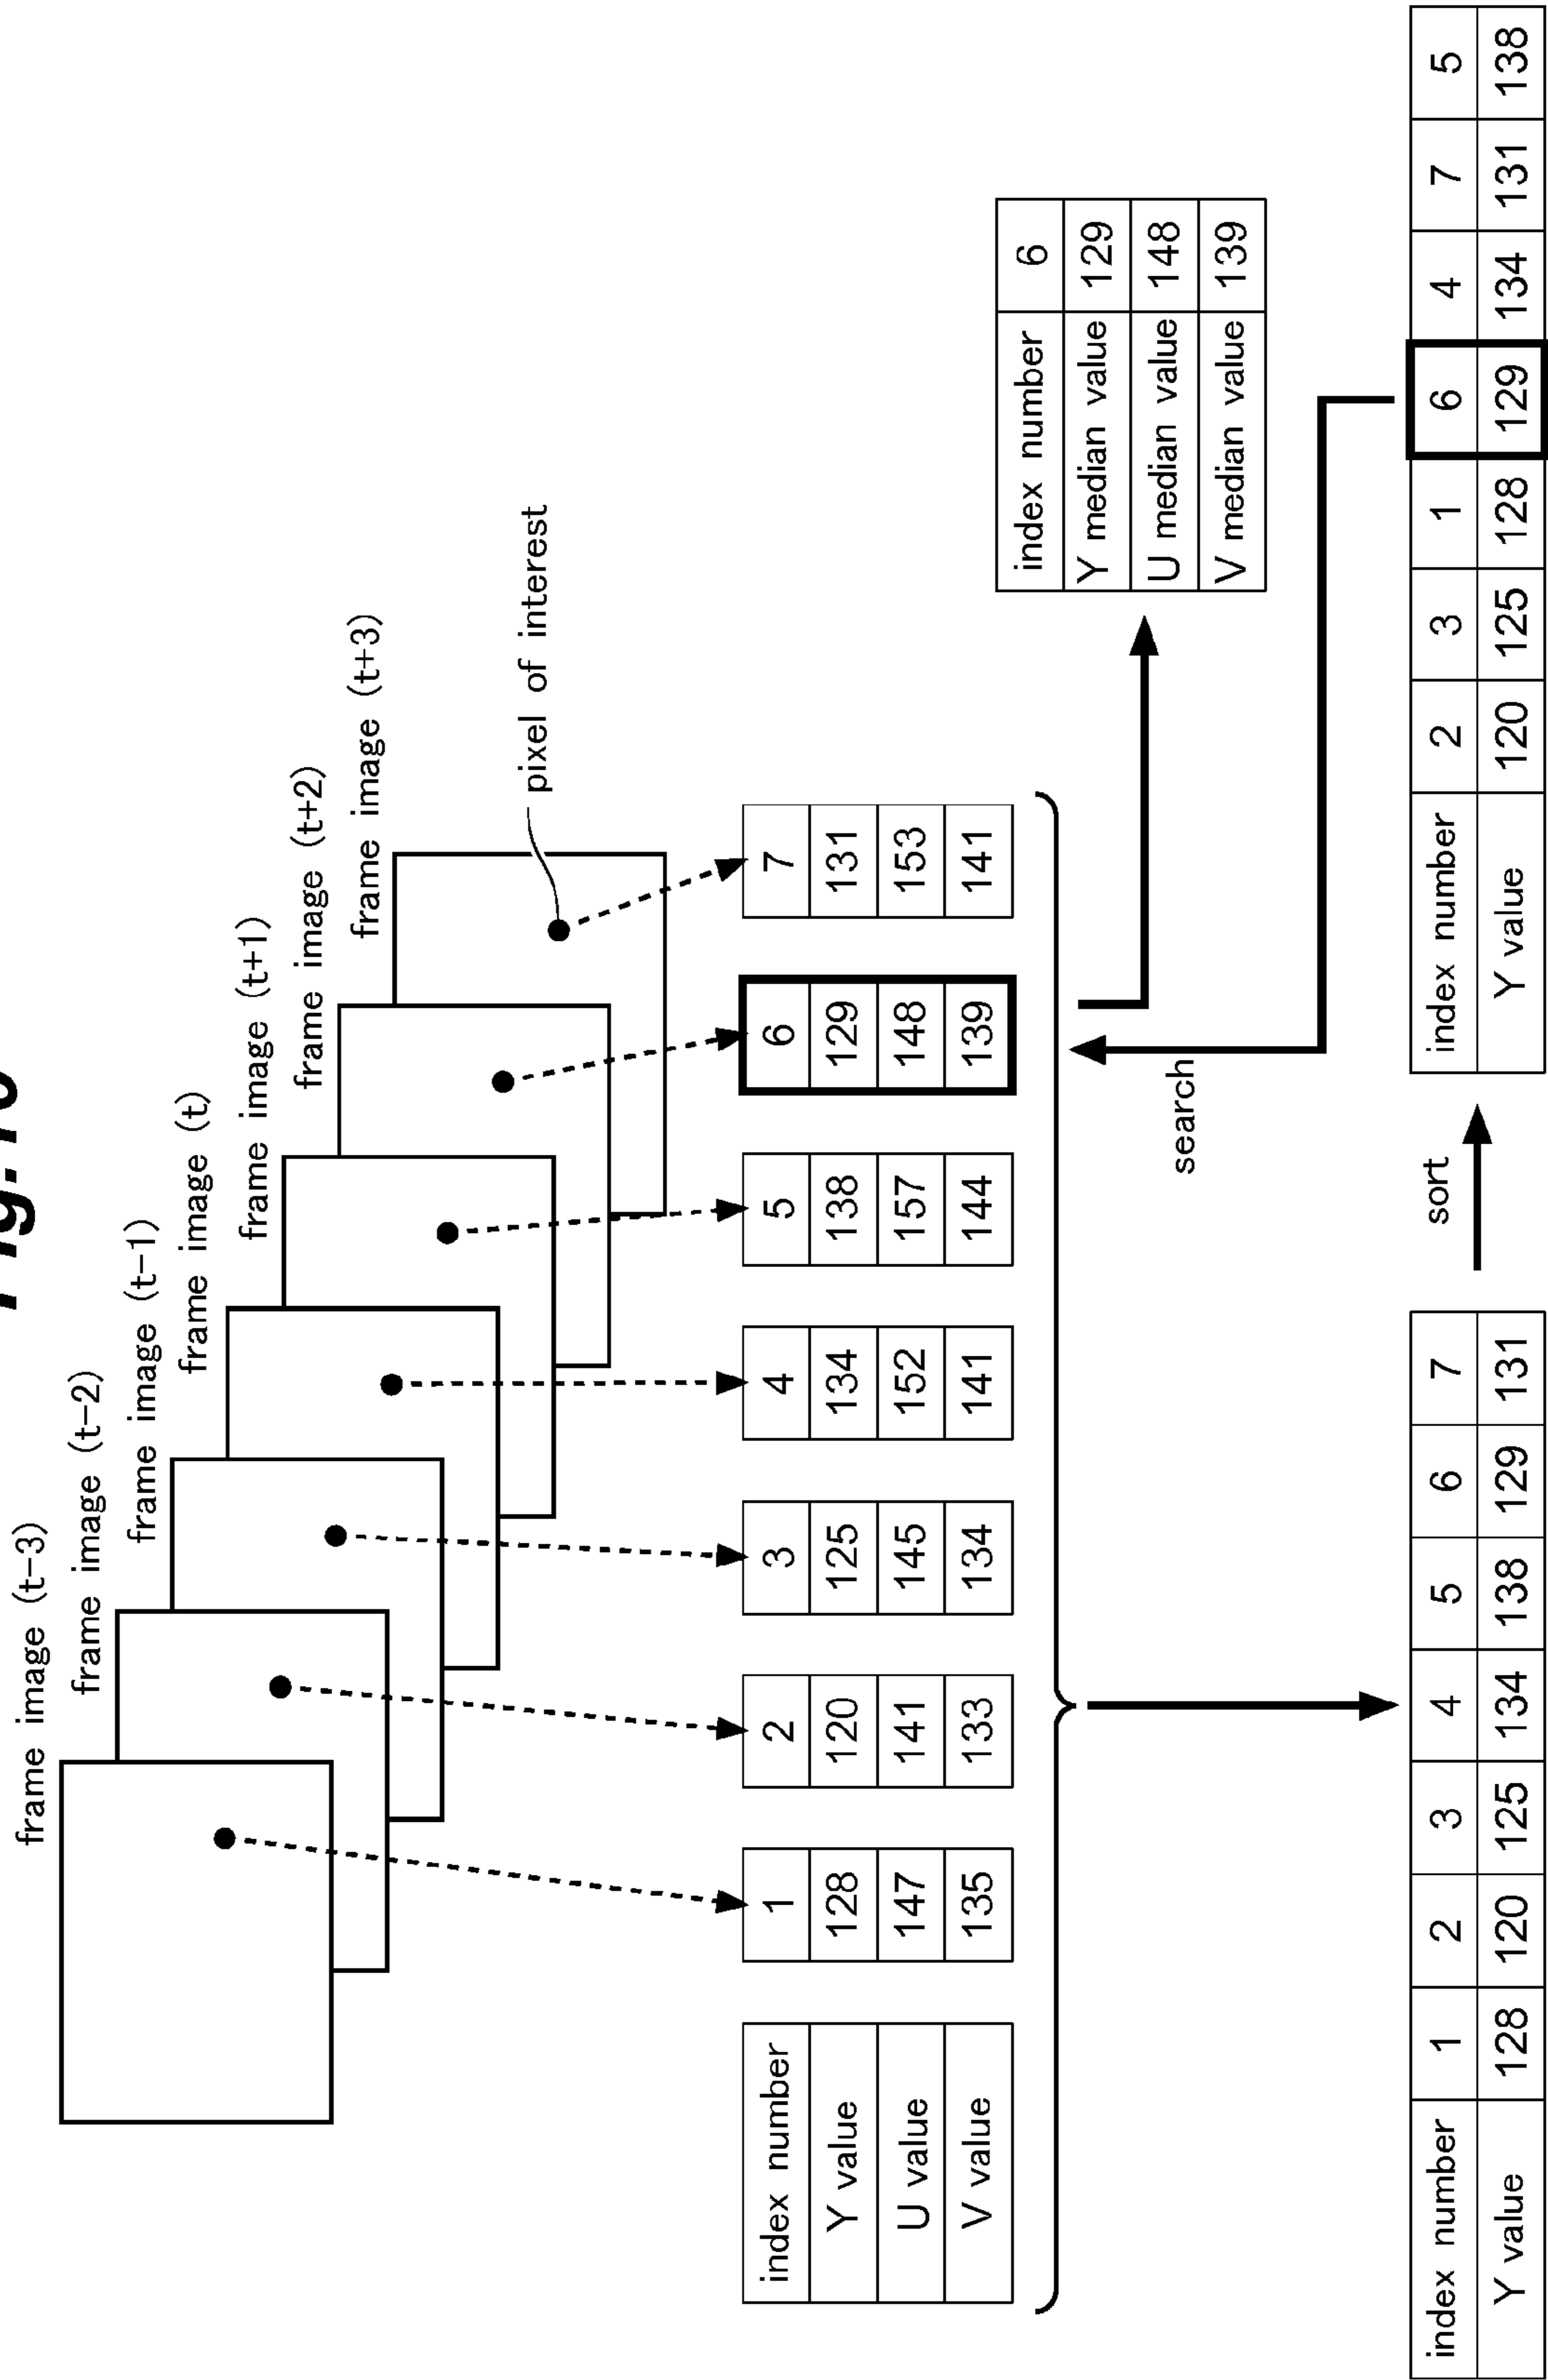 frame image (t−3)
frame image (t−2)
frame image (t−1)
frame image (t)
frame image (t+1)
frame image (t+2)
frame image (t+3)
pixel of interest
index number 1 2 3 4 5 6 7
Y value 128 120 125 134 138 129 131
U value 147 141 145 152 157 148 153
V value 135 133 134 141 144 139 141
index number 6
Y median value 129
U median value 148
V median value 139
search
index number 1 2 3 4 5 6 7
Y value 128 120 125 134 138 129 131
sort
index number 2 3 1 6 4 7 5
Y value 120 125 128 129 134 131 138